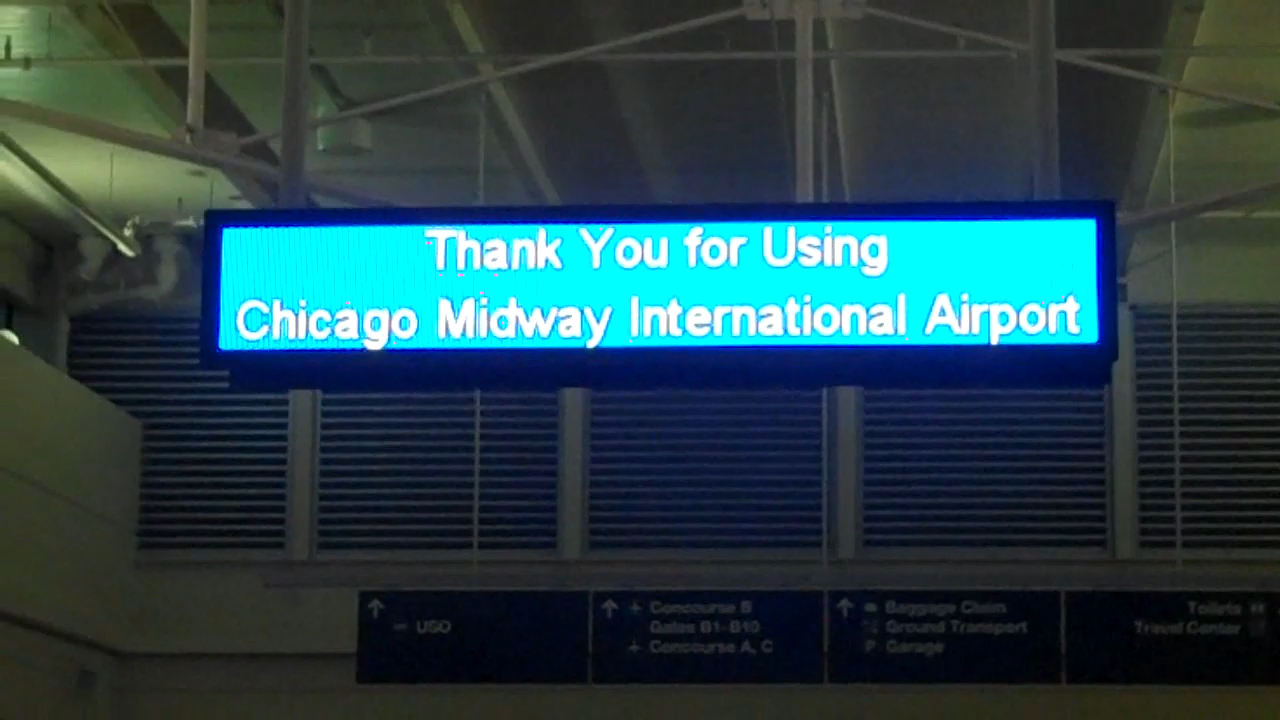 Thank You for Using
Chicago Midway International Airport
USO
Concourse B
Gates B1-B10
Concourse A, C
Baggage Claim
Ground Transport
P Garage
Toilets
Travel Center